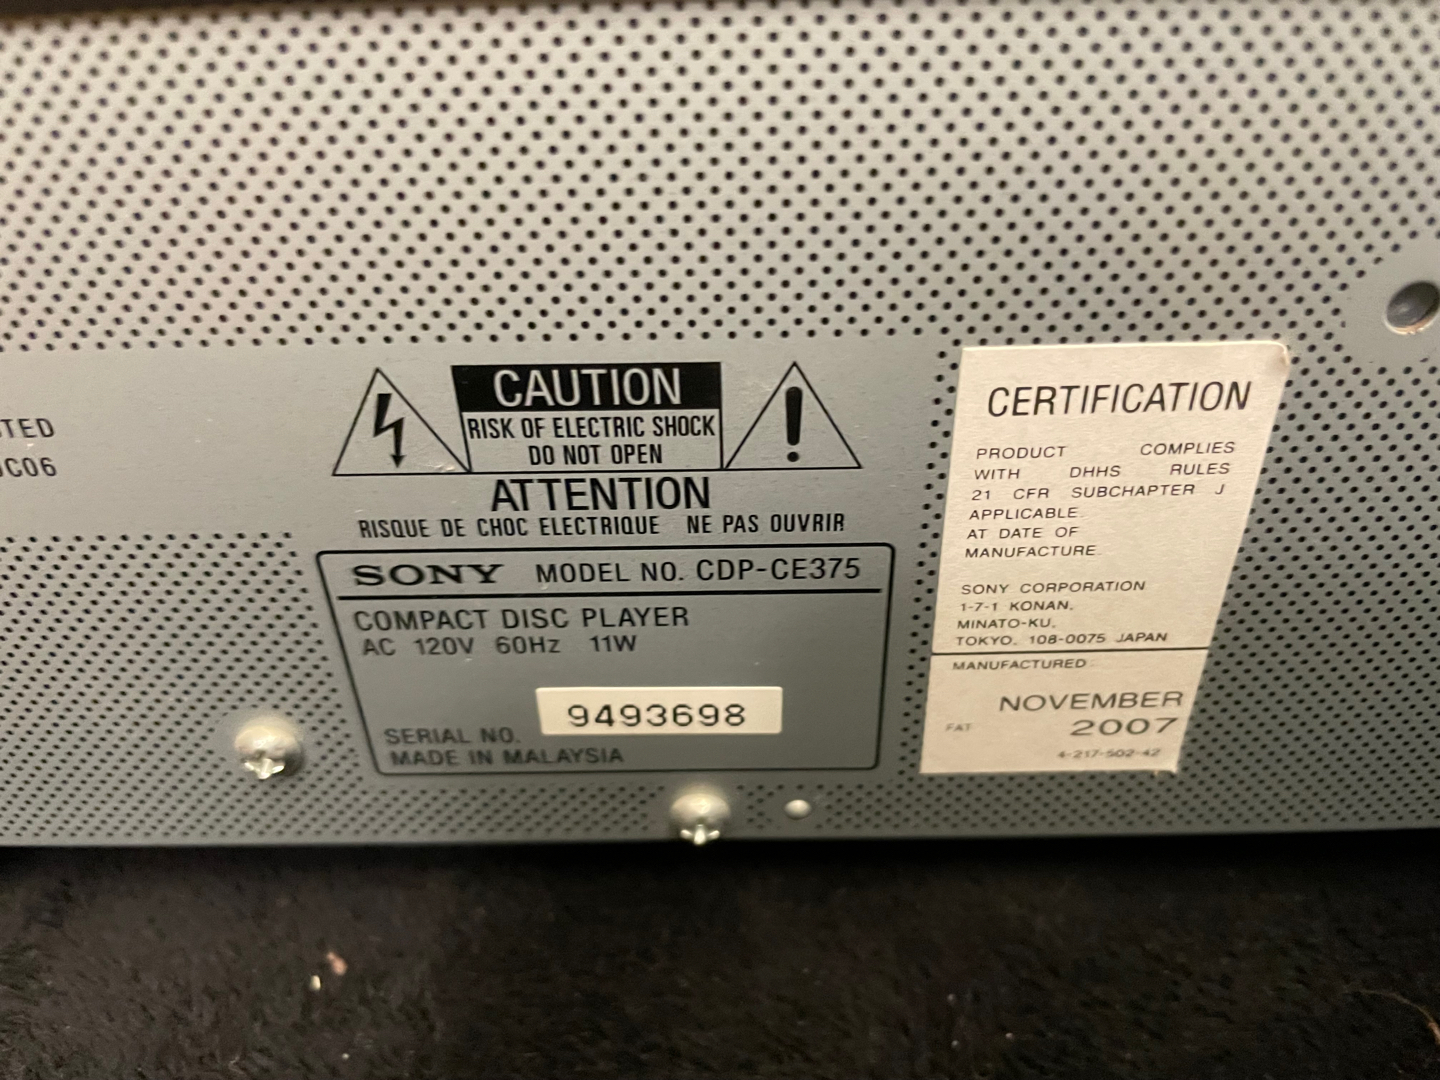 TED
C06
CAUTION
RISK OF ELECTRIC SHOCK
DO NOT OPEN
ATTENTION
RISQUE DE CHOC ELECTRIQUE NE PAS OUVRIR
SONY MODEL NO. CDP-CE375
COMPACT DISC PLAYER
AC 120V 60Hz 11W
9493698
SERIAL NO.
MADE IN MALAYSIA
CERTIFICATION
PRODUCT COMPLIES
WITH DHHS RULES
21 CFR SUBCHAPTER J
APPLICABLE
AT DATE OF
MANUFACTURE
SONY CORPORATION
1-7-1 KONAN,
MINATO-KU,
TOKYO, 108-0075 JAPAN
MANUFACTURED:
NOVEMBER
FAT 2007
4-217-502-42